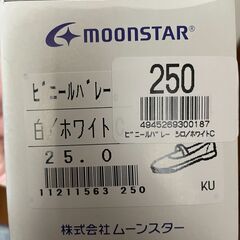 MOONSTAR
ビニールバレー
250
4945269300187
ビニールバレー シロ/ホワイトC
白/ホワイト C
25.0
11211563 250
KU
株式会社ムーンスター